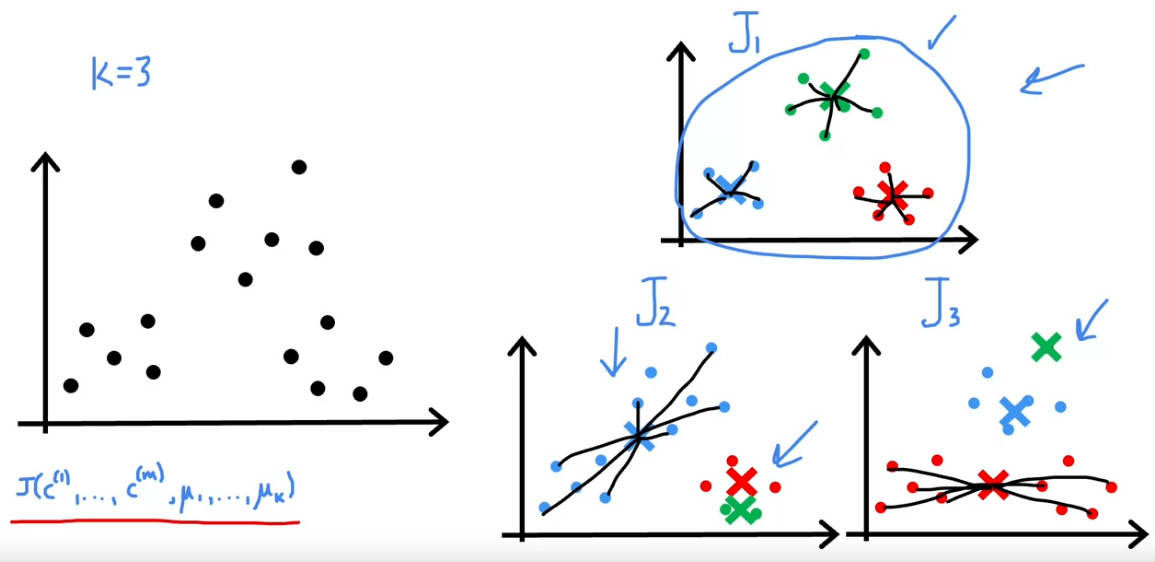 K=3
J(c^(1),..., c^(m), μ₁,..., μ_K)
J₁
J₂
J₃